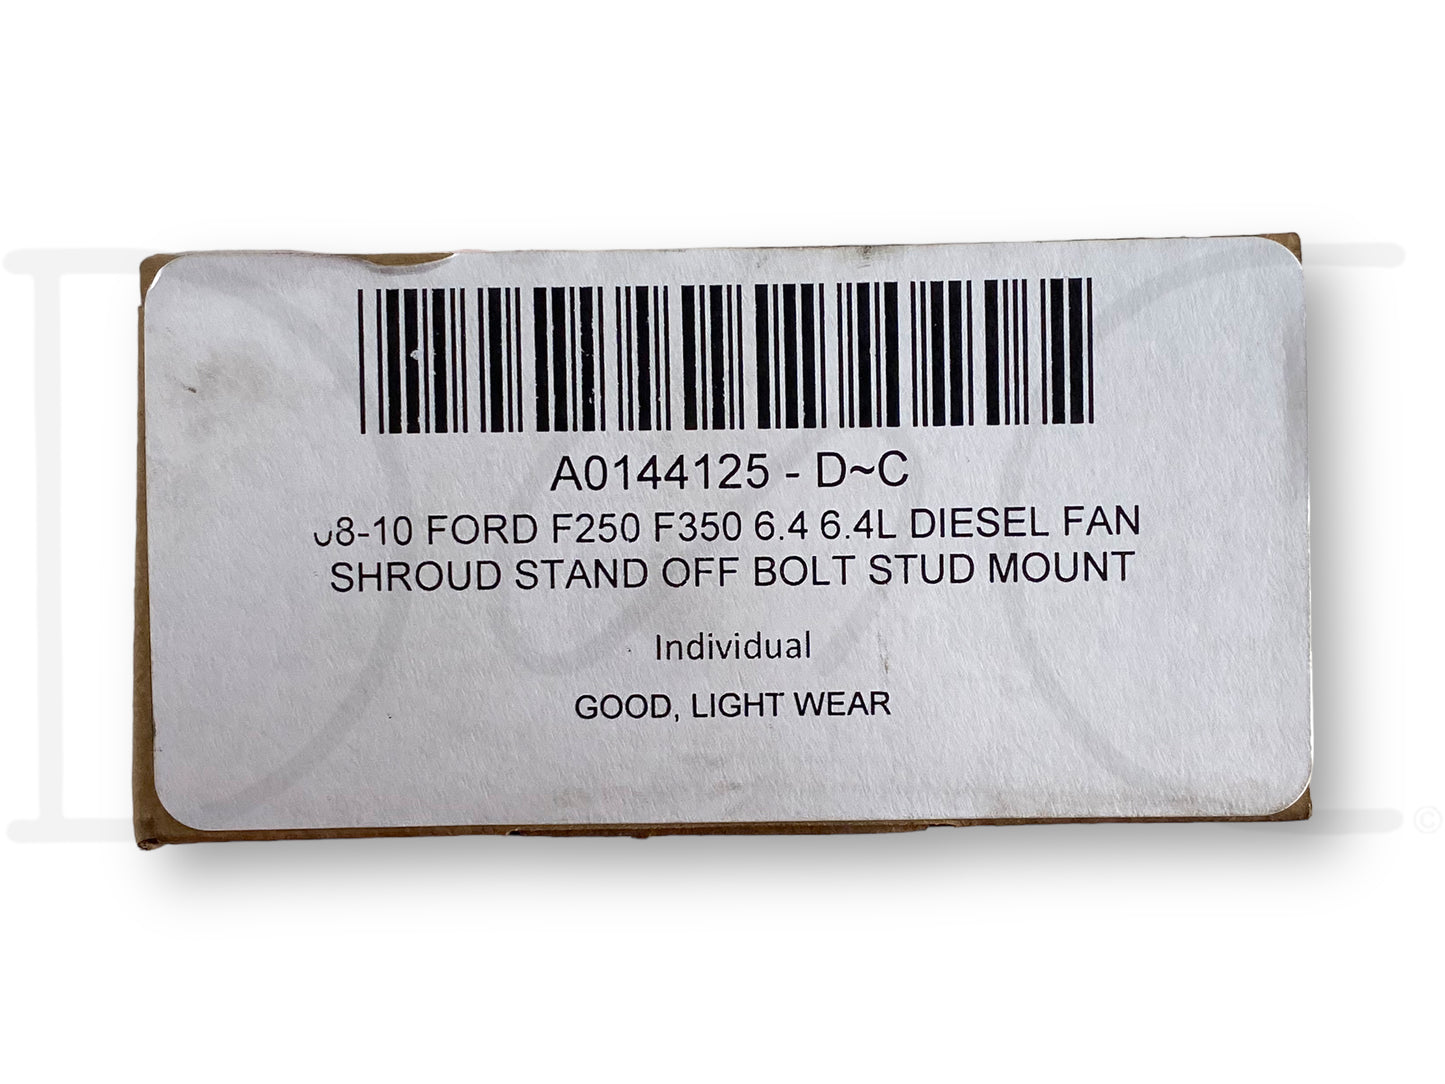 A0144125 - D~C
08-10 FORD F250 F350 6.4 6.4L DIESEL FAN
SHROUD STAND OFF BOLT STUD MOUNT
Individual
GOOD, LIGHT WEAR
©